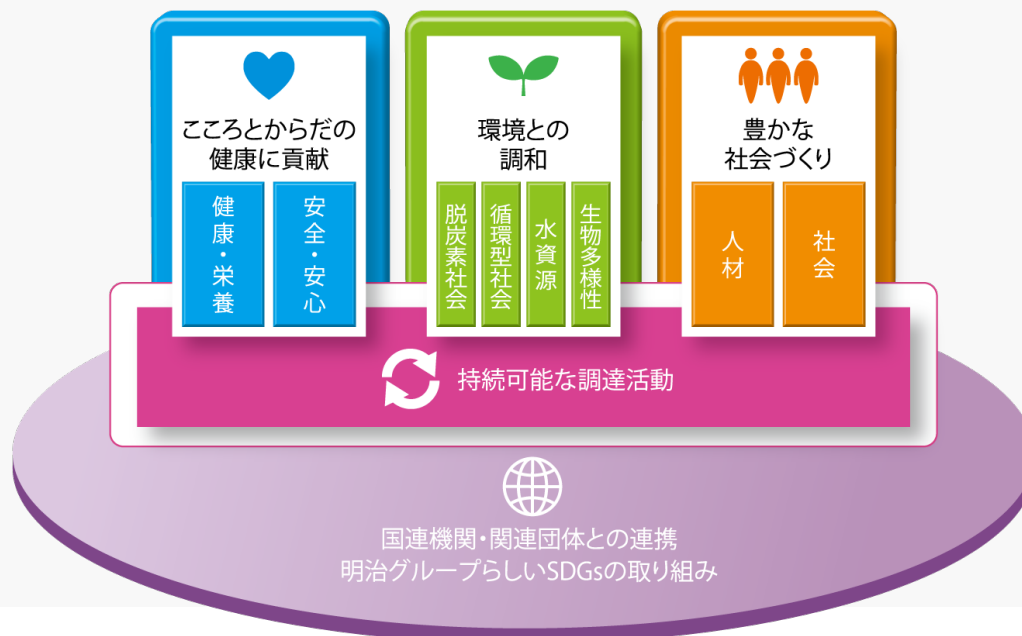 こころとからだの
健康に貢献
健康・栄養
安全・安心
環境との
調和
脱炭素社会
循環型社会
水資源
生物多様性
豊かな
社会づくり
人材
社会
持続可能な調達活動
国連機関・関連団体との連携
明治グループらしいSDGsの取り組み